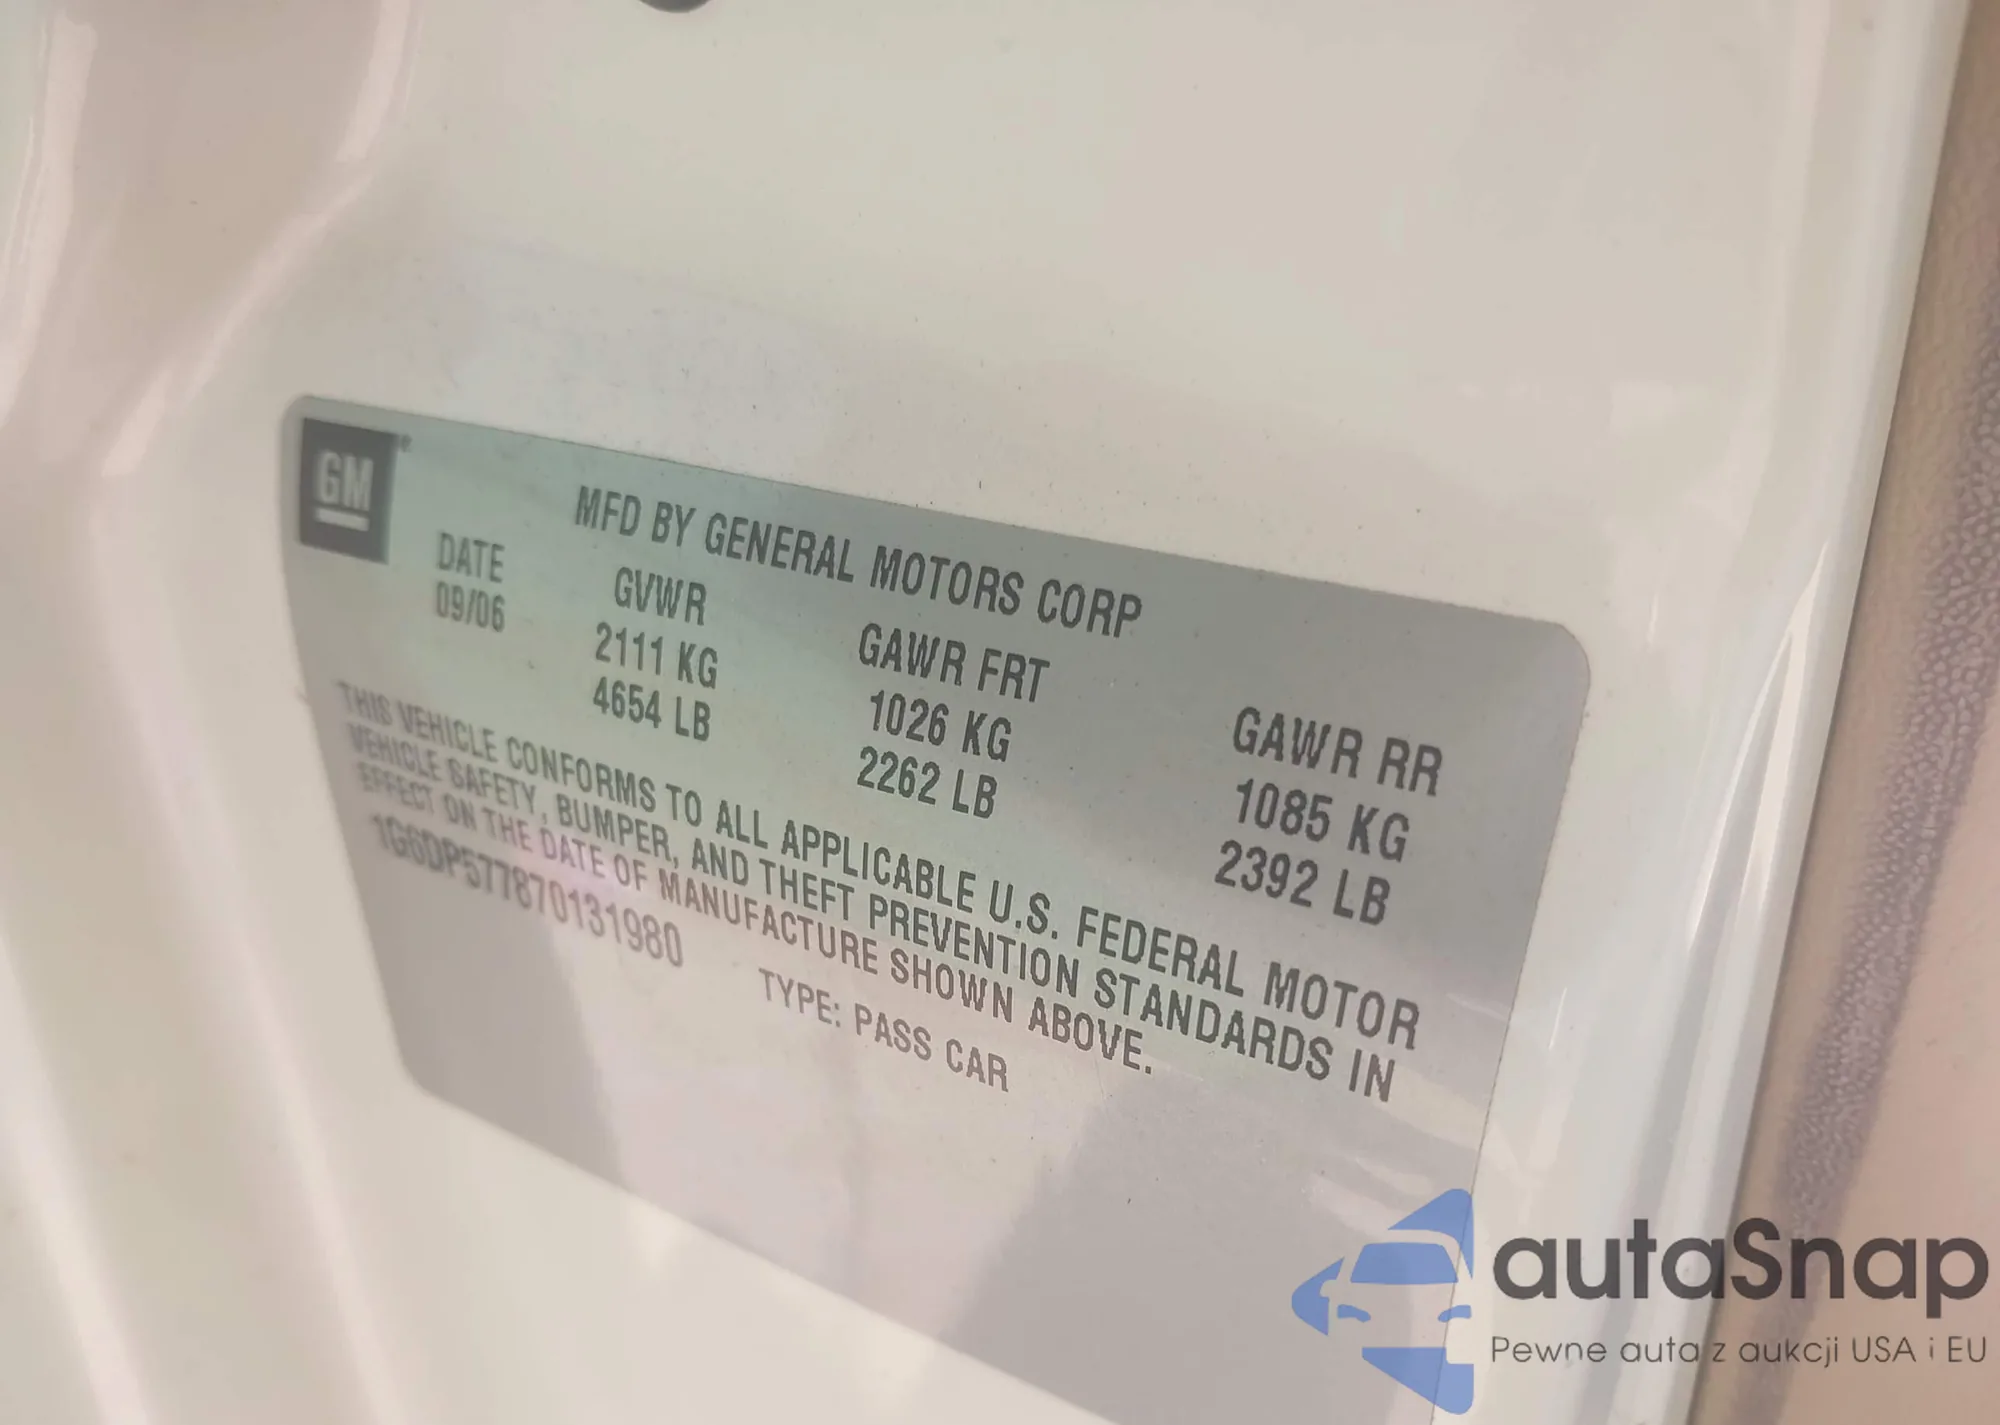 GM
MFD BY GENERAL MOTORS CORP
DATE GVWR GAWR FRT GAWR RR
09/06 2111 KG 1026 KG 1085 KG
4654 LB 2262 LB 2392 LB
THIS VEHICLE CONFORMS TO ALL APPLICABLE U.S. FEDERAL MOTOR
VEHICLE SAFETY, BUMPER, AND THEFT PREVENTION STANDARDS IN
EFFECT ON THE DATE OF MANUFACTURE SHOWN ABOVE.
1G6DP577870131980 TYPE: PASS CAR
autaSnap
Pewne auta z aukcji USA i EU